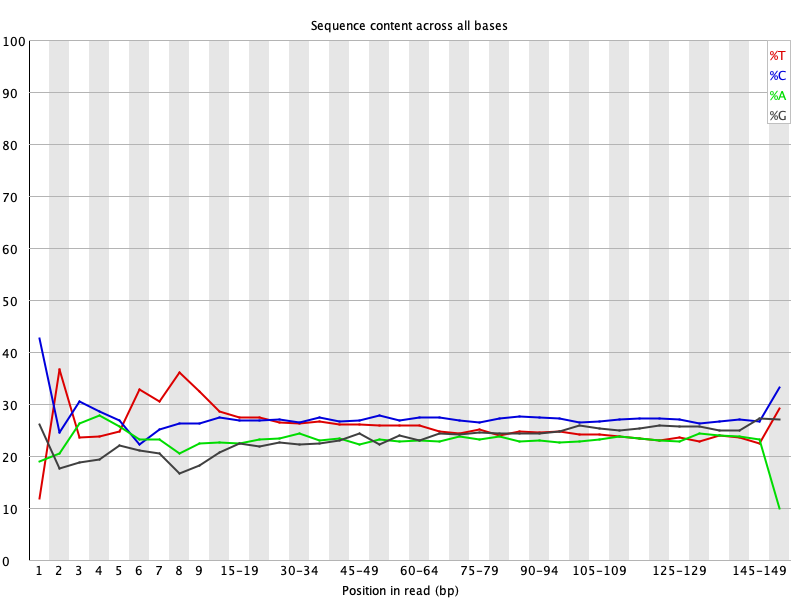 Sequence content across all bases
100
90
80
70
60
50
40
30
20
10
0
%T
%C
%A
%G
1 2 3 4 5 6 7 8 9 15-19 30-34 45-49 60-64 75-79 90-94 105-109 125-129 145-149
Position in read (bp)